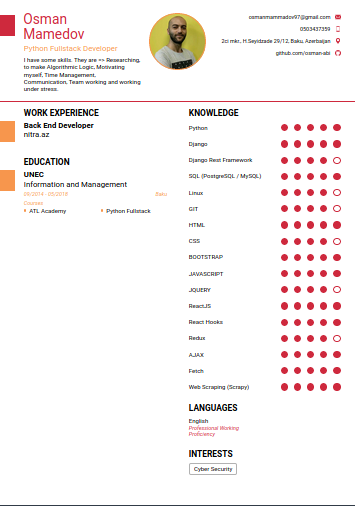 Osman
Mamedov
Python Fullstack Developer
I have some skills. They are => Researching,
to make Algorithmic Logic, Motivating
myself, Time Management.
Communication. Team working and working
under stress.
osmanmammadov97@gmail.com
0503437359
2ci mkr., H.Seyidzade 29/12, Baku, Azerbaijan
github.com/osman-abi
WORK EXPERIENCE
Back End Developer
nitra.az
EDUCATION
UNEC
Information and Management
09/2014 - 05/2018
Baku
Courses
ATL Academy
Python Fullstack
KNOWLEDGE
Python
Django
Django Rest Framework
SQL (PostgreSQL / MySQL)
Linux
GIT
HTML
CSS
BOOTSTRAP
JAVASCRIPT
JQUERY
ReactJS
React Hooks
Redux
AJAX
Fetch
Web Scraping (Scrapy)
LANGUAGES
English
Professional Working
Proficiency
INTERESTS
Cyber Security